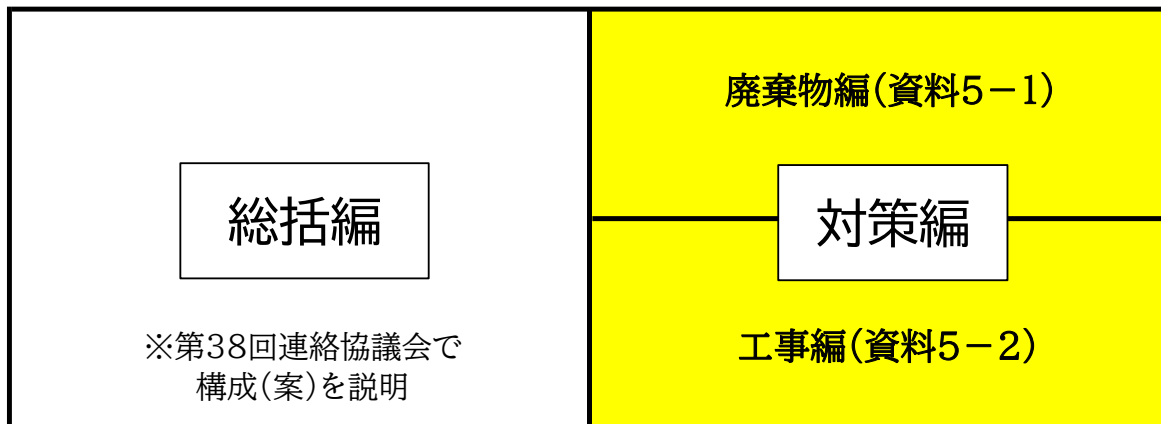 総括編
※第38回連絡協議会で
構成(案)を説明
廃棄物編(資料5-1)
対策編
工事編(資料5-2)